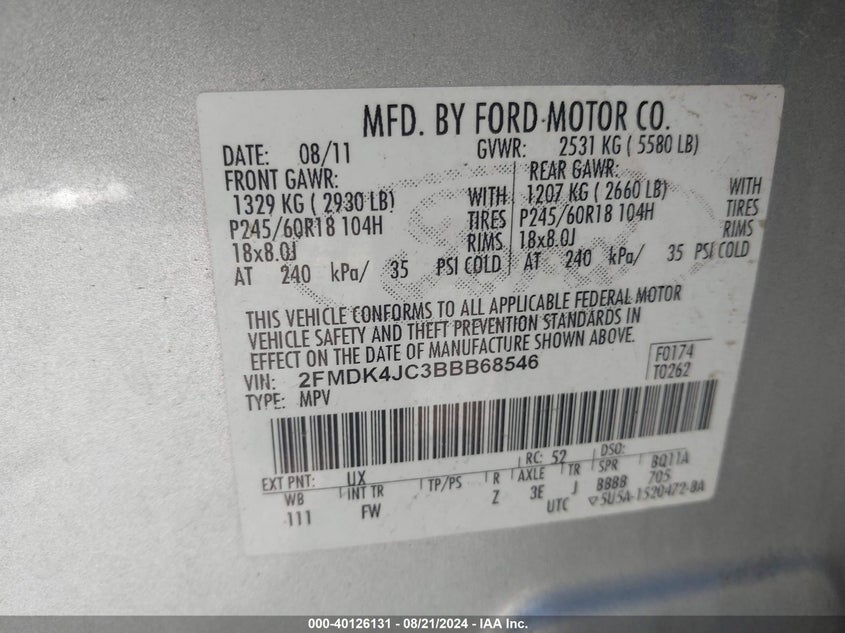 MFD. BY FORD MOTOR CO.
DATE: 08/11 GVWR: 2531 KG ( 5580 LB)
FRONT GAWR: REAR GAWR:
1329 KG ( 2930 LB) WITH 1207 KG ( 2660 LB) WITH
P245/60R18 104H TIRES P245/60R18 104H TIRES
18x8.0J RIMS 18x8.0J RIMS
AT 240 kPa/ 35 PSI COLD AT 240 kPa/ 35 PSI COLD
THIS VEHICLE CONFORMS TO ALL APPLICABLE FEDERAL MOTOR
VEHICLE SAFETY AND THEFT PREVENTION STANDARDS IN
EFFECT ON THE DATE OF MANUFACTURE SHOWN ABOVE.
VIN: 2FMDK4JC3BBB68546 F0174
TYPE: MPV T0262
RC: 52 DSO:
EXT PNT: UX BQ11A
WB INT TR TP/PS R AXLE TR SPR 705
111 FW Z 3E J BBBB
UTC ▽5U5A-1520472-BA
000-40126131 - 08/21/2024 - IAA Inc.